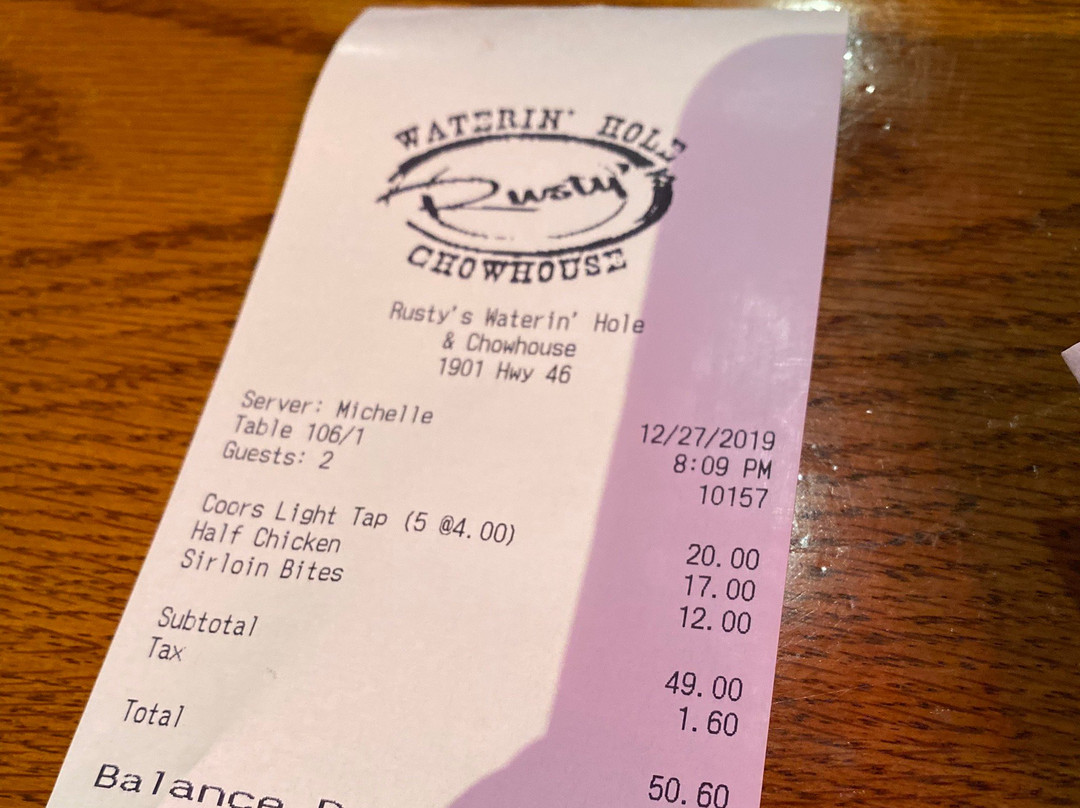 WATERIN' HOLE
Rusty's
CHOWHOUSE
Rusty's Waterin' Hole
& Chowhouse
1901 Hwy 46
Server: Michelle
Table 106/1
Guests: 2
12/27/2019
8:09 PM
10157
Coors Light Tap (5 @4.00) 20.00
Half Chicken 17.00
Sirloin Bites 12.00
Subtotal 49.00
Tax 1.60
Total 50.60
Balance